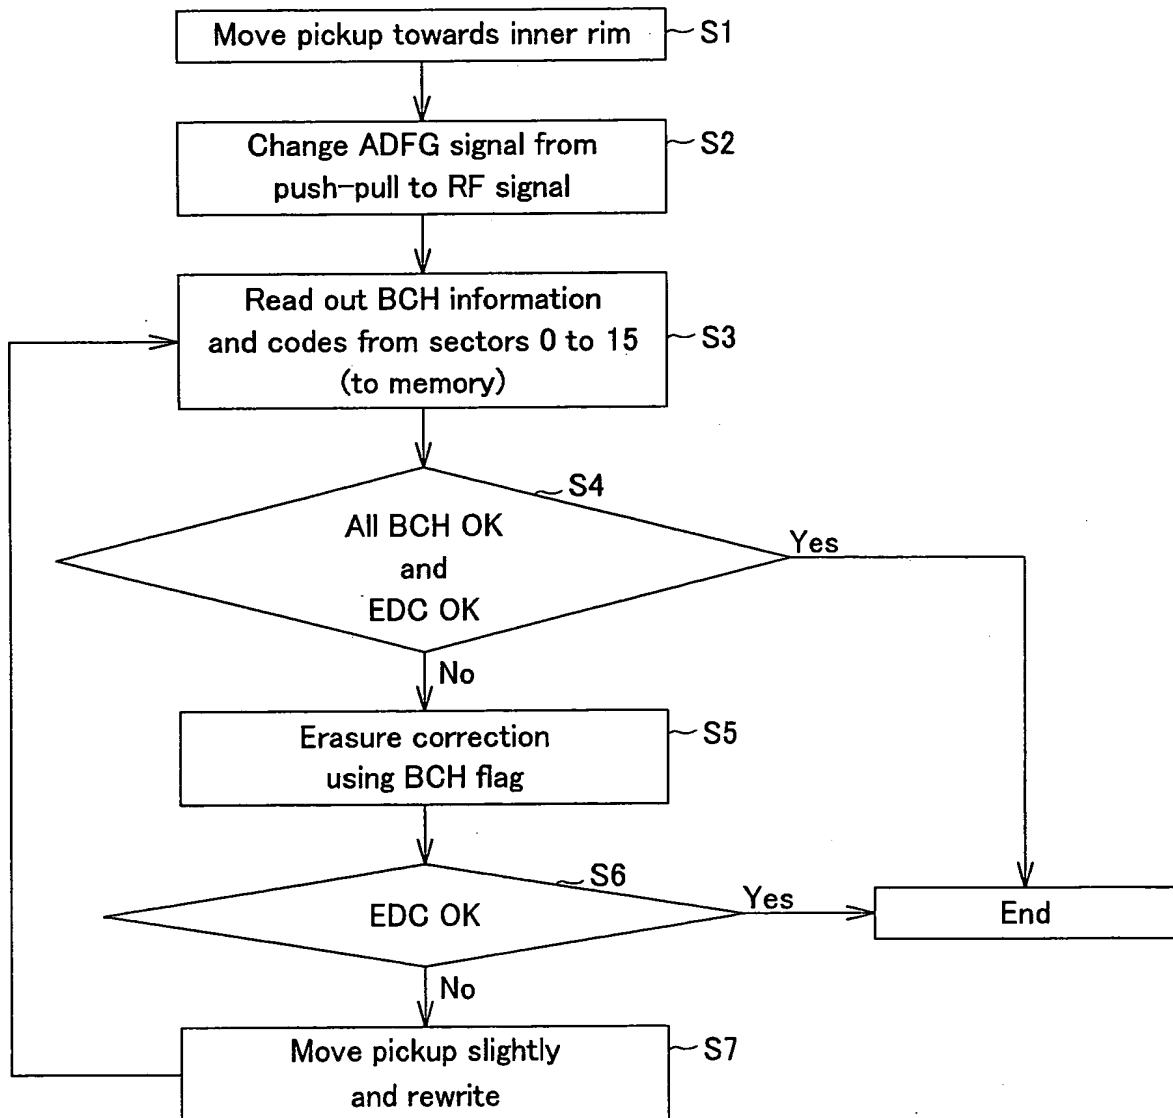 Move pickup towards inner rim
S1
Change ADFG signal from
push-pull to RF signal
S2
Read out BCH information
and codes from sectors 0 to 15
(to memory)
S3
S4
All BCH OK
and
EDC OK
Yes
No
Erasure correction
using BCH flag
S5
S6
EDC OK
Yes
End
No
Move pickup slightly
and rewrite
S7